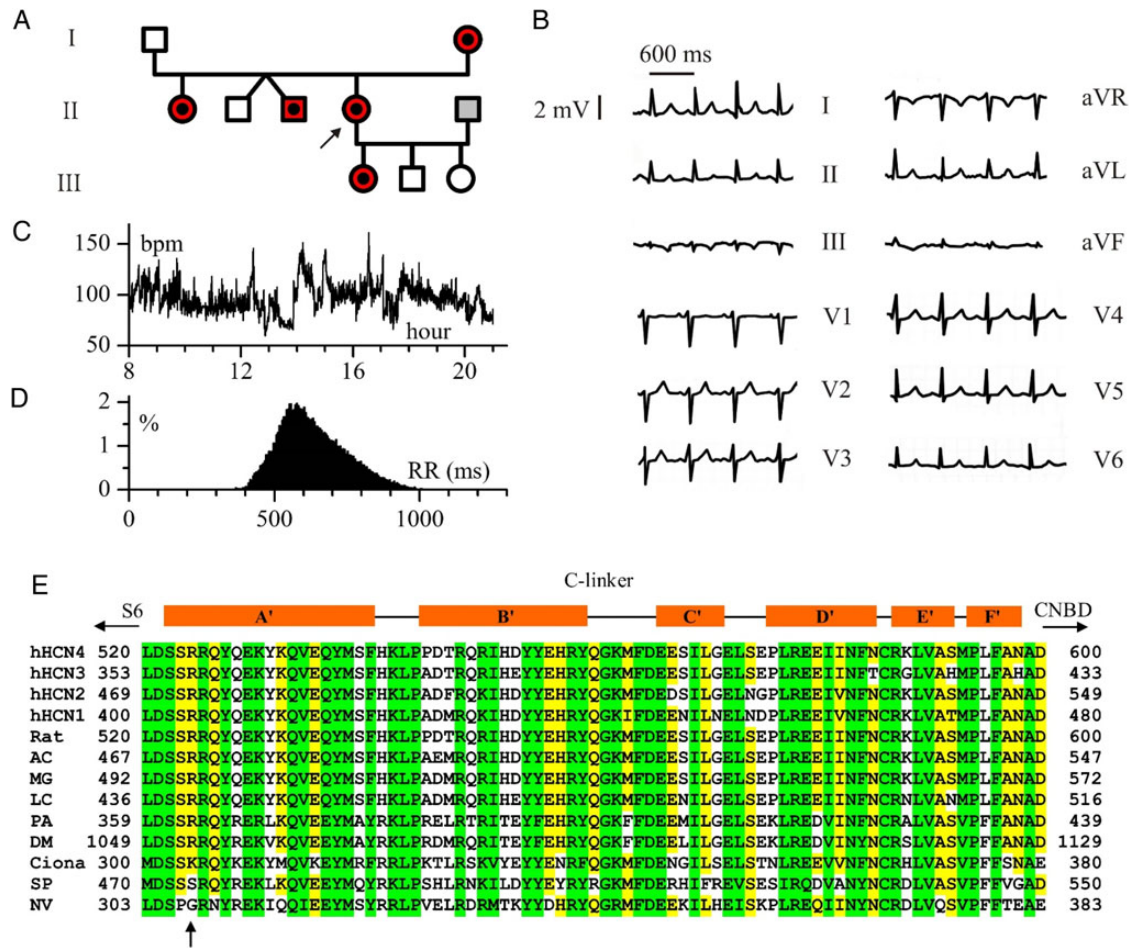 A
I
II
III
B
600 ms
2 mV
I
aVR
II
aVL
III
aVF
V1
V4
V2
V5
V3
V6
C
150
bpm
100
50
hour
8 12 16 20
D
2
%
1
RR (ms)
0
0 500 1000
E
C-linker
S6 A' B' C' D' E' F' CNBD
hHCN4 520 LDSSRRQYQEKYKQVEQYMSFHKLPPDTRQRIHDYYEHRYQGKMFDEESILGELSEPLREEIINFNCRKLVASMPLFANAD 600
hHCN3 353 LDSSRRQYQEKYKQVEQYMSFHKLPADTRQRIHEYYEHRYQGKMFDEESILGELSEPLREEIINFTCRGLVAHMPLFAHAD 433
hHCN2 469 LDSSRRQYQEKYKQVEQYMSFHKLPADFRQKIHDYYEHRYQGKMFDEDSILGELNGPLREEIVNFNCRKLVASMPLFANAD 549
hHCN1 400 LDSSRRQYQEKYKQVEQYMSFHKLPADMRQKIHDYYEHRYQGKIFDEENILNELNDPLREEIVNFNCRKLVATMPLFANAD 480
Rat 520 LDSSRRQYQEKYKQVEQYMSFHKLPPDTRQRIHDYYEHRYQGKMFDEESILGELSEPLREEIINFNCRKLVASMPLFANAD 600
AC 467 LDSSRRQYQEKYKQVEQYMSFHKLPAEMRQRIHDYYEHRYQGKMFDEESILGELSEPLREEIINFNCRKLVASMPLFANAD 547
MG 492 LDSSRRQYQEKYKQVEQYMSFHKLPADMRQRIHDYYEHRYQGKMFDEESILGELSEPLREEIINFNCRKLVASMPLFANAD 572
LC 436 LDSSRRQYQEKYKQVEQYMSFHKLPADMRQRIHEYYEHRYQGKMFDEENILGELSEPLREEIINFNCRNLVANMPLFANAD 516
PA 359 LDSSRRQYRERLKQVEEYMSYRKLPRELRTRITEYFEHRYQGKFFDEEMILGELSEKLREDVINYNCRALVASVPFFANAD 439
DM 1049 LDSSRRQYREKVKQVEEYMAYRKLPRDMRQRITEYFEHRYQGKFFDEECILGELSEKLREDVINYNCRSLVASVPFFANAD 1129
Ciona 300 MDSSKRQYKEKYMQVKEYMRFRRLPKTLRSKVYEYYENRFQGKMFDENGILSELSTNLREEVVNFNCRHLVASVPFFSNAE 380
SP 470 MDSSSRQYREKLKQVEEYMQYRKLPSHLRNKILDYYEYRYRGKMFDERHIFREVSESIRQDVANYNCRNLVASVPFFVGAD 550
NV 303 LDSPGRNYREKIQQIEEYMSYRKLPVELRDRMTKYYDHRYQGKMFDEEKILHEISKPLREQIINYNCRDLVQSVPFFTEAE 383